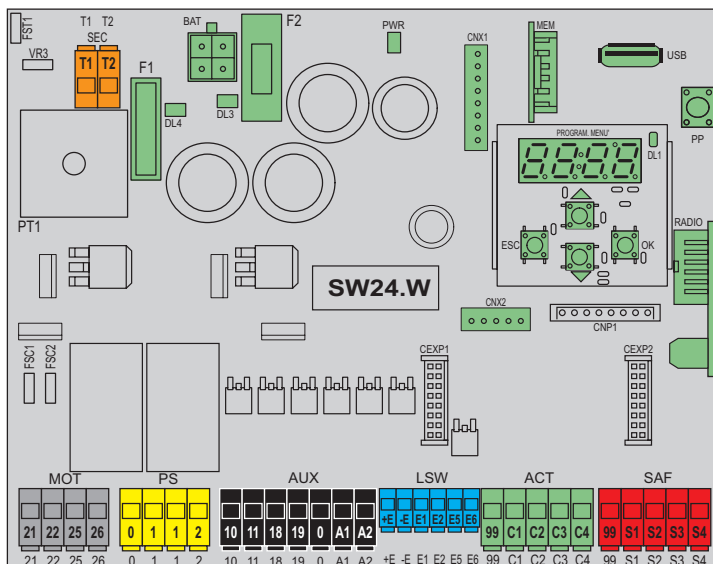 FST1
T1 T2
SEC
T1 T2
VR3
F1
BAT
F2
DL4
DL3
PWR
CNX1
MEM
USB
PP
PROGRAM. MENU'
DL1
8:8:8:8
ESC
OK
RADIO
PT1
SW24.W
CNX2
CNP1
FSC1
FSC2
CEXP1
CEXP2
MOT PS AUX LSW ACT SAF
21 22 25 26 0 1 1 2 10 11 18 19 0 A1 A2 +E -E E1 E2 E5 E6 99 C1 C2 C3 C4 99 S1 S2 S3 S4
21 22 25 26 0 1 1 2 10 11 18 19 0 A1 A2 +E -E E1 E2 E5 E6 99 C1 C2 C3 C4 99 S1 S2 S3 S4